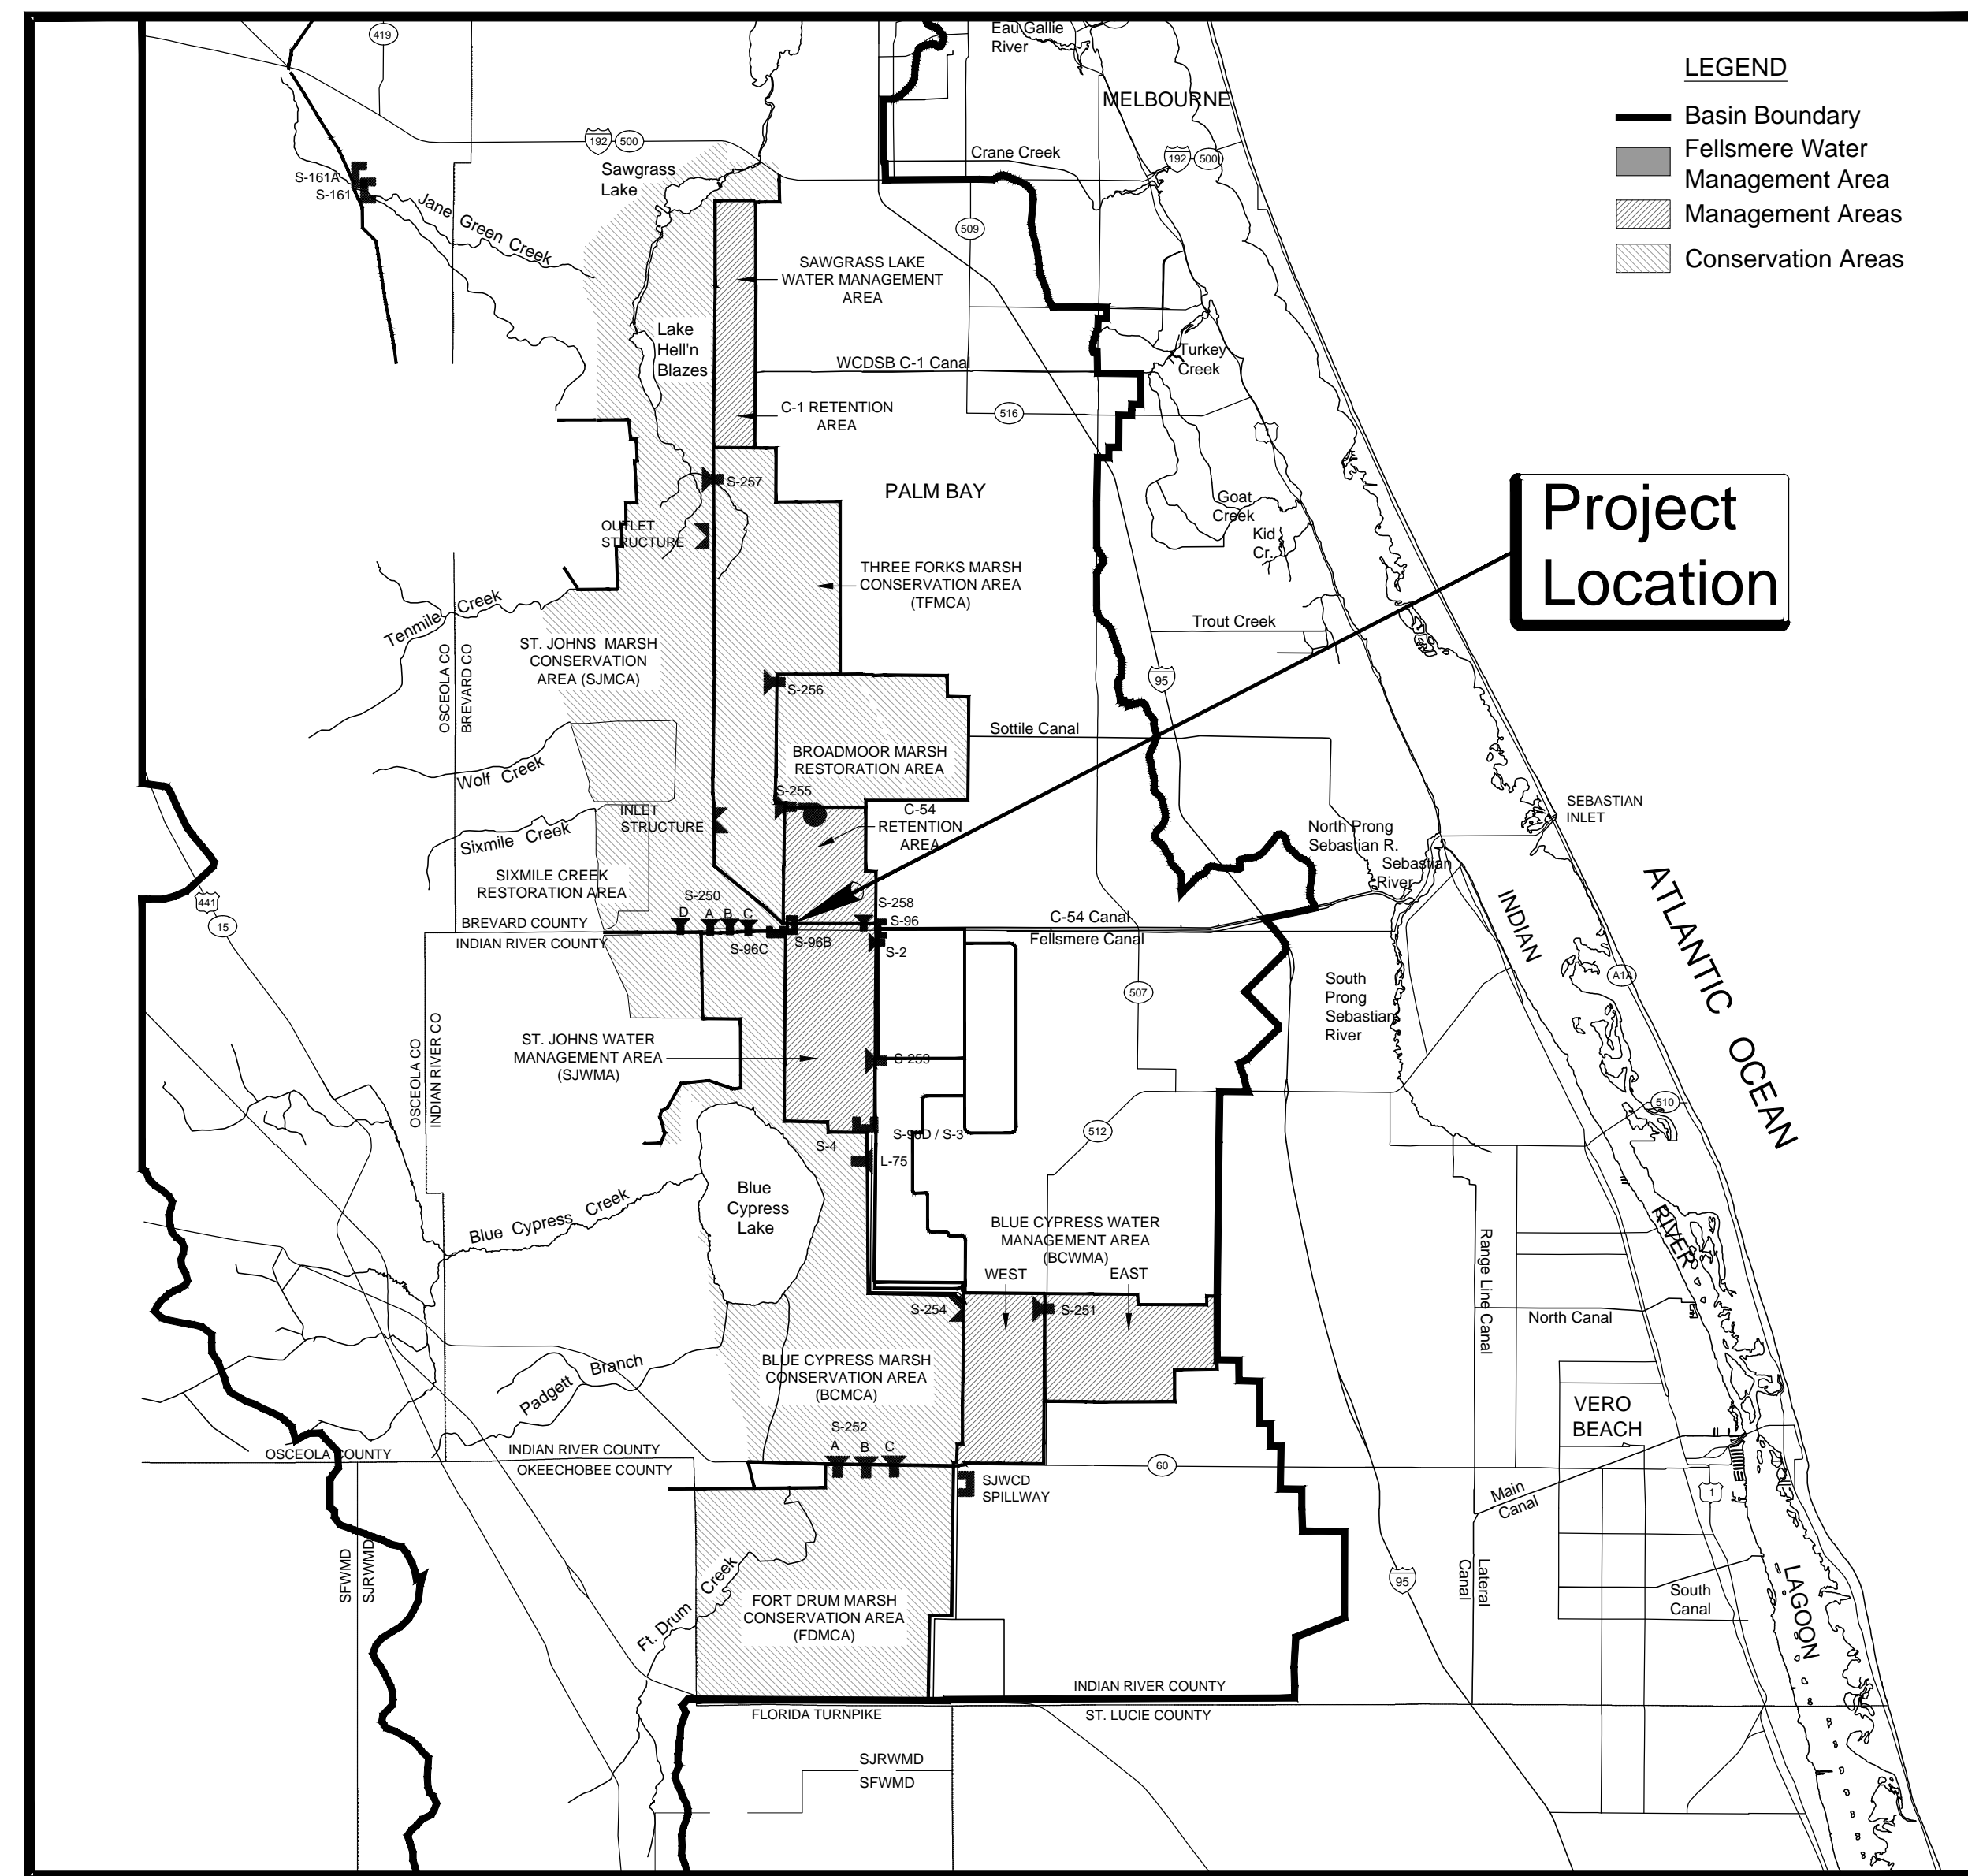 LEGEND
Basin Boundary
Fellsmere Water
Management Area
Management Areas
Conservation Areas
Project
Location
419
Eau Gallie
River
MELBOURNE
192
500
Sawgrass
Lake
Crane Creek
192
500
S-161A
S-161
Jane Green Creek
509
SAWGRASS LAKE
WATER MANAGEMENT
AREA
Lake
Hell'n
Blazes
Turkey
Creek
WCDSB C-1 Canal
C-1 RETENTION
AREA
516
1
S-257
PALM BAY
OUTLET
STRUCTURE
Goat
Creek
Kid
Cr.
THREE FORKS MARSH
CONSERVATION AREA
(TFMCA)
Tenmile Creek
Trout Creek
ST. JOHNS MARSH
CONSERVATION
AREA (SJMCA)
OSCEOLA CO
BREVARD CO
S-256
95
Sottile Canal
BROADMOOR MARSH
RESTORATION AREA
Wolf Creek
S-255
INLET
STRUCTURE
C-54
RETENTION
AREA
SEBASTIAN
INLET
Sixmile Creek
North Prong
Sebastian R.
Sebastian
River
SIXMILE CREEK
RESTORATION AREA
441
15
S-250
D
A
B
C
S-258
S-96
BREVARD COUNTY
INDIAN RIVER COUNTY
S-96C
S-96B
S-2
C-54 Canal
Fellsmere Canal
INDIAN
RIVER
LAGOON
ATLANTIC OCEAN
A1A
507
South
Prong
Sebastian
River
OSCEOLA CO
INDIAN RIVER CO
ST. JOHNS WATER
MANAGEMENT AREA
(SJWMA)
S-259
510
512
S-4
S-96D / S-3
L-75
Blue
Cypress
Lake
Blue Cypress Creek
BLUE CYPRESS WATER
MANAGEMENT AREA
(BCWMA)
WEST
EAST
Range Line Canal
S-254
S-251
North Canal
BLUE CYPRESS MARSH
CONSERVATION AREA
(BCMCA)
Padgett Branch
VERO
BEACH
S-252
A
B
C
OSCEOLA COUNTY
INDIAN RIVER COUNTY
OKEECHOBEE COUNTY
60
SJWCD
SPILLWAY
Main
Canal
1
SFWMD
SJRWMD
Lateral
Canal
95
South
Canal
Ft. Drum Creek
FORT DRUM MARSH
CONSERVATION AREA
(FDMCA)
INDIAN RIVER COUNTY
FLORIDA TURNPIKE
ST. LUCIE COUNTY
SJRWMD
SFWMD